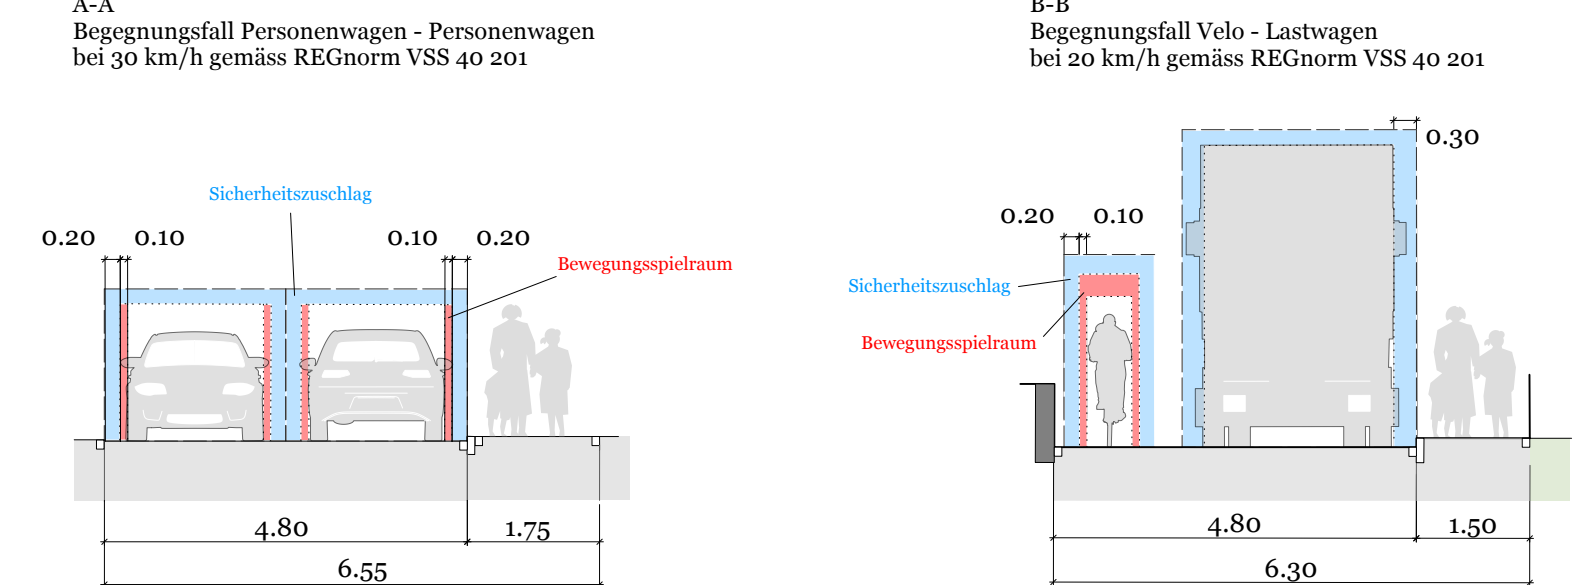 A-A
Begegnungsfall Personenwagen - Personenwagen
bei 30 km/h gemäss REGnorm VSS 40 201
Sicherheitszuschlag
0.20 0.10 0.10 0.20
Bewegungsspielraum
4.80 1.75
6.55
B-B
Begegnungsfall Velo - Lastwagen
bei 20 km/h gemäss REGnorm VSS 40 201
0.30
0.20 0.10
Sicherheitszuschlag
Bewegungsspielraum
4.80 1.50
6.30